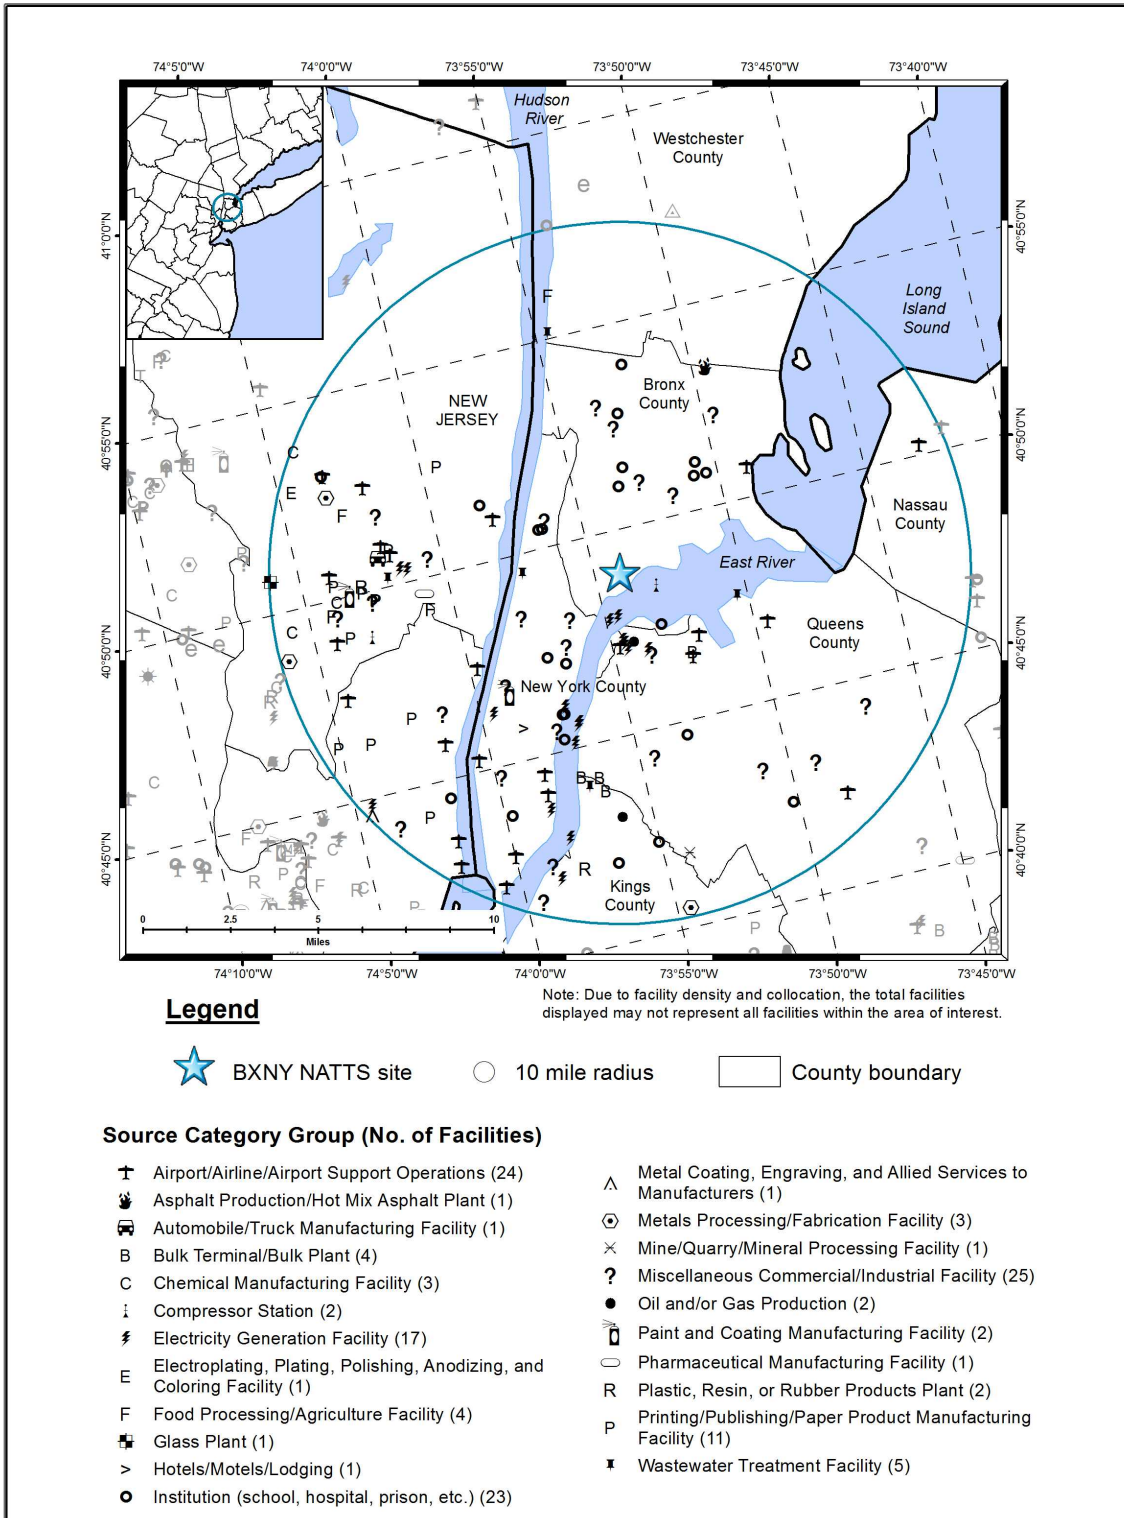 74°5'0"W 74°0'0"W 73°55'0"W 73°50'0"W 73°45'0"W 73°40'0"W
Hudson
River
Westchester
County
41°0'0"N
40°55'0"N
Long
Island
Sound
NEW
JERSEY
Bronx
County
40°55'0"N
40°50'0"N
Nassau
County
East River
Queens
County
40°50'0"N
40°45'0"N
New York County
40°45'0"N
40°40'0"N
Kings
County
0 2.5 5 10
Miles
74°10'0"W 74°5'0"W 74°0'0"W 73°55'0"W 73°50'0"W 73°45'0"W
Legend
Note: Due to facility density and collocation, the total facilities
displayed may not represent all facilities within the area of interest.
BXNY NATTS site 10 mile radius County boundary
Source Category Group (No. of Facilities)
Airport/Airline/Airport Support Operations (24)
Asphalt Production/Hot Mix Asphalt Plant (1)
Automobile/Truck Manufacturing Facility (1)
B Bulk Terminal/Bulk Plant (4)
C Chemical Manufacturing Facility (3)
Compressor Station (2)
Electricity Generation Facility (17)
E Electroplating, Plating, Polishing, Anodizing, and
Coloring Facility (1)
F Food Processing/Agriculture Facility (4)
Glass Plant (1)
> Hotels/Motels/Lodging (1)
Institution (school, hospital, prison, etc.) (23)
Metal Coating, Engraving, and Allied Services to
Manufacturers (1)
Metals Processing/Fabrication Facility (3)
Mine/Quarry/Mineral Processing Facility (1)
? Miscellaneous Commercial/Industrial Facility (25)
Oil and/or Gas Production (2)
Paint and Coating Manufacturing Facility (2)
Pharmaceutical Manufacturing Facility (1)
R Plastic, Resin, or Rubber Products Plant (2)
P Printing/Publishing/Paper Product Manufacturing
Facility (11)
Wastewater Treatment Facility (5)